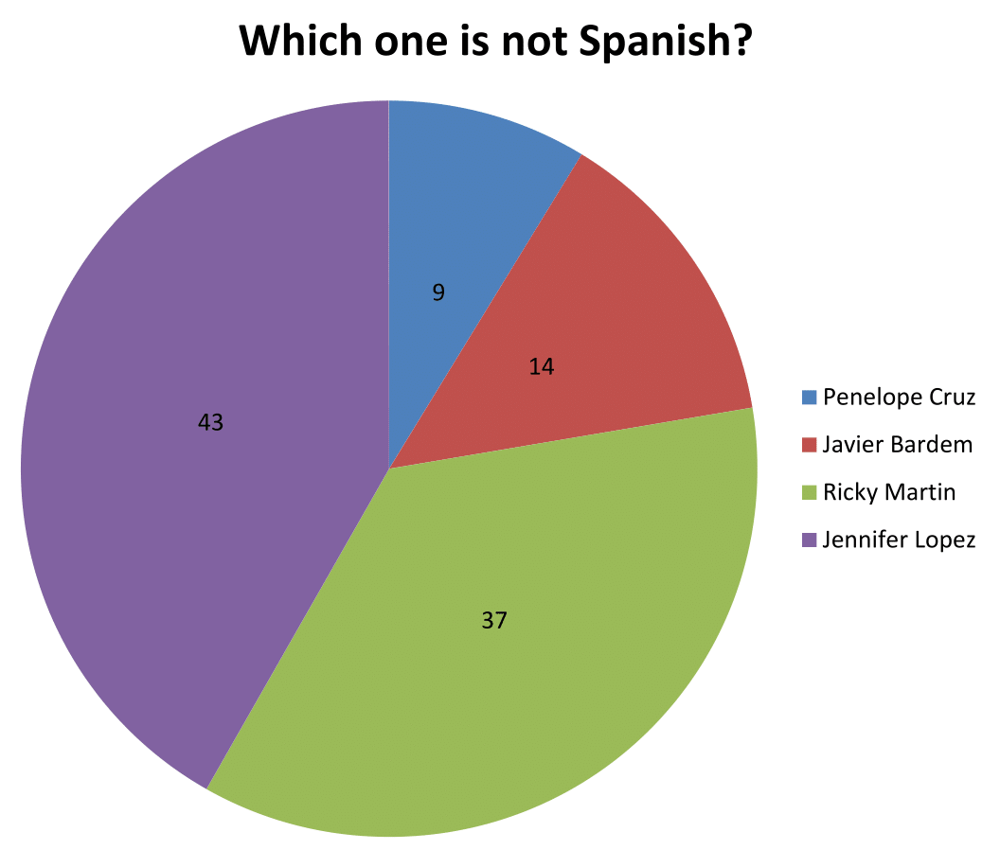 Which one is not Spanish?
9
14
43
37
Penelope Cruz
Javier Bardem
Ricky Martin
Jennifer Lopez